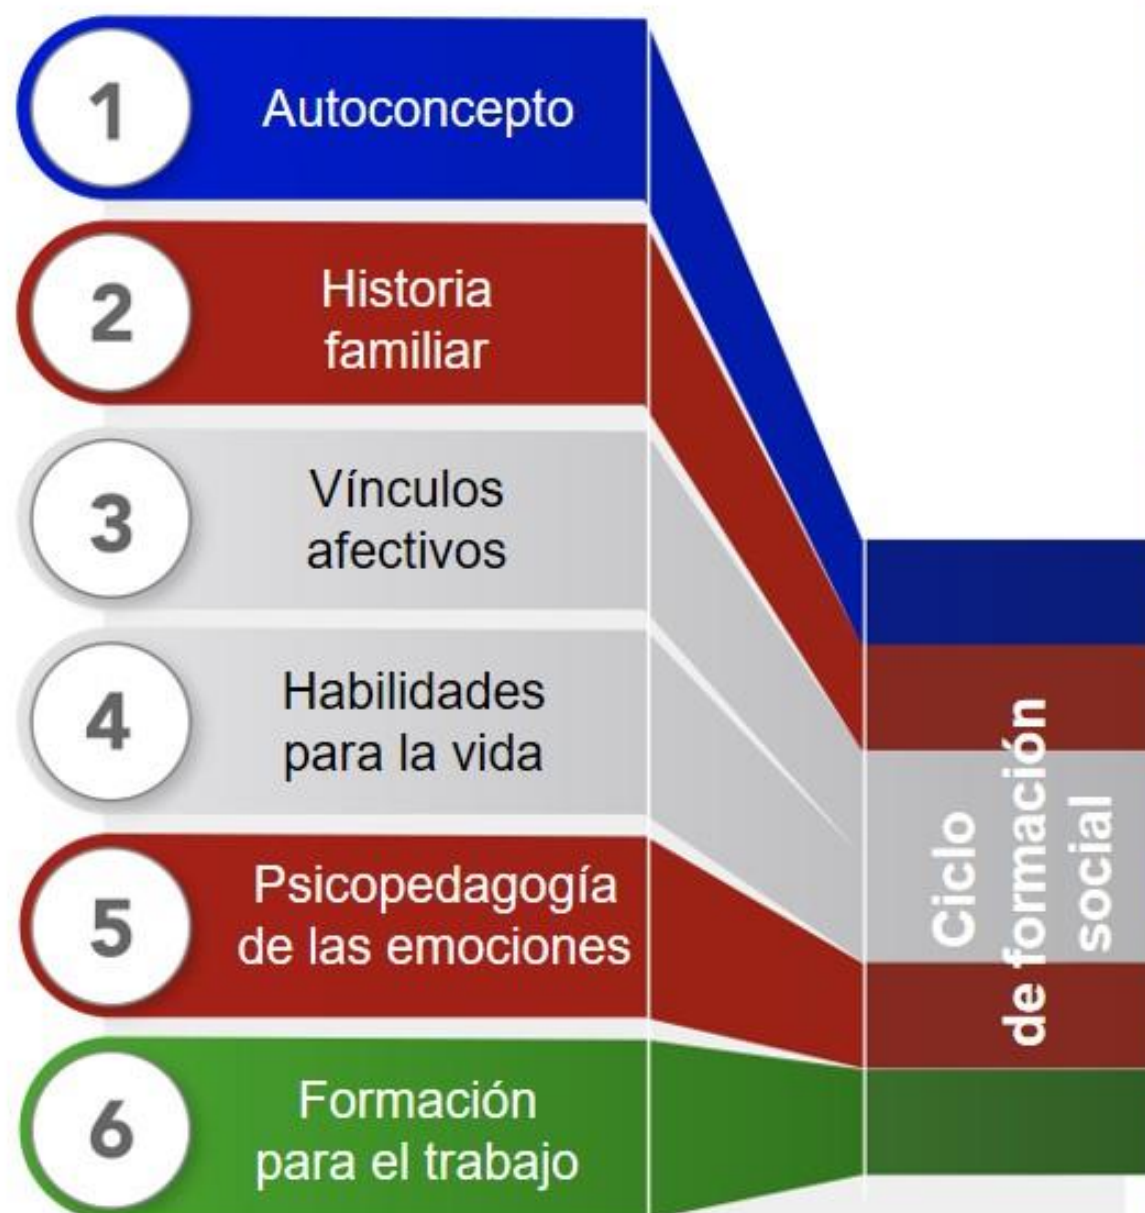 1
Autoconcepto
2
Historia
familiar
3
Vínculos
afectivos
4
Habilidades
para la vida
5
Psicopedagogía
de las emociones
6
Formación
para el trabajo
Ciclo
de formación
social